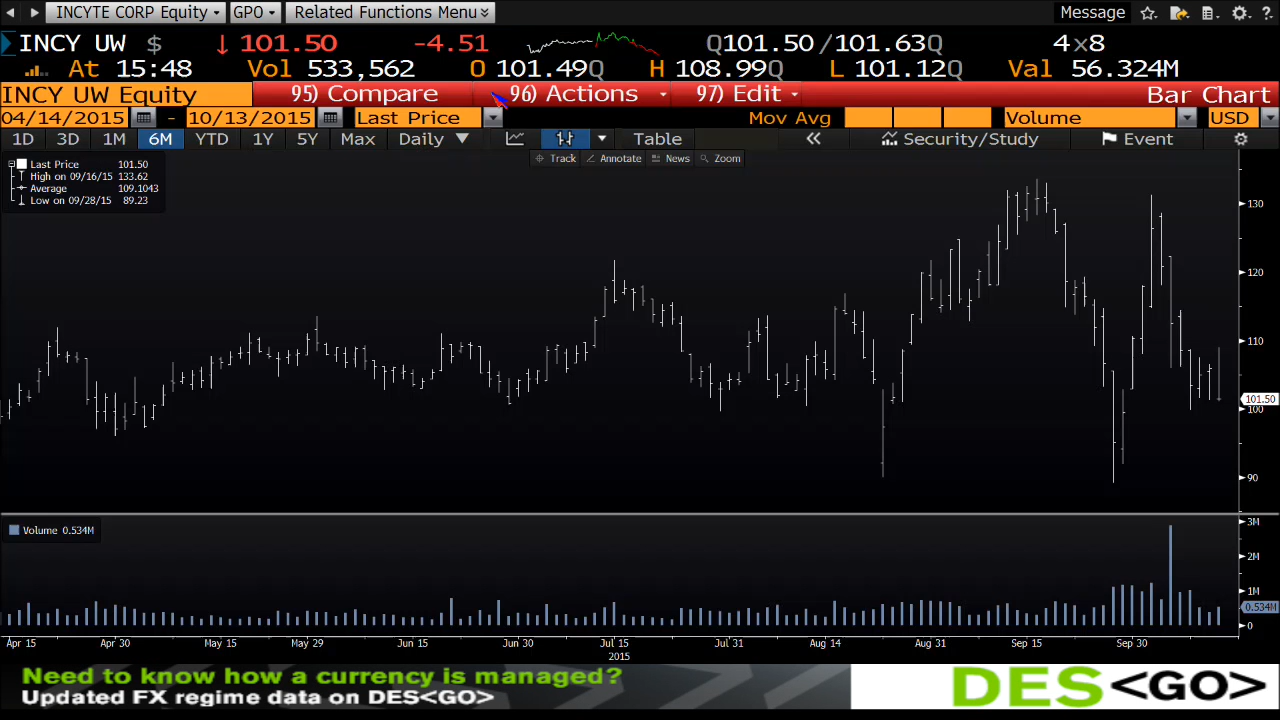 INCYTE CORP Equity GPO Related Functions Menu Message ?
INCY UW $ ↓101.50 -4.51 Q101.50/101.63Q 4x8
At 15:48 Vol 533,562 O 101.49Q H 108.99Q L 101.12Q Val 56.324M
INCY UW Equity 95) Compare 96) Actions 97) Edit Bar Chart
04/14/2015 - 10/13/2015 Last Price Mov Avg Volume USD
1D 3D 1M 6M YTD 1Y 5Y Max Daily Table « Security/Study Event
Track Annotate News Zoom
Last Price 101.50
High on 09/16/15 133.62
Average 109.1043
Low on 09/28/15 89.23
130
120
110
101.50
100
90
Volume 0.534M
3M
2M
1M
0.534M
0
Apr 15 Apr 30 May 15 May 29 Jun 15 Jun 30 Jul 15 Jul 31 Aug 14 Aug 31 Sep 15 Sep 30
2015
Need to know how a currency is managed?
Updated FX regime data on DES<GO>
DES<GO>